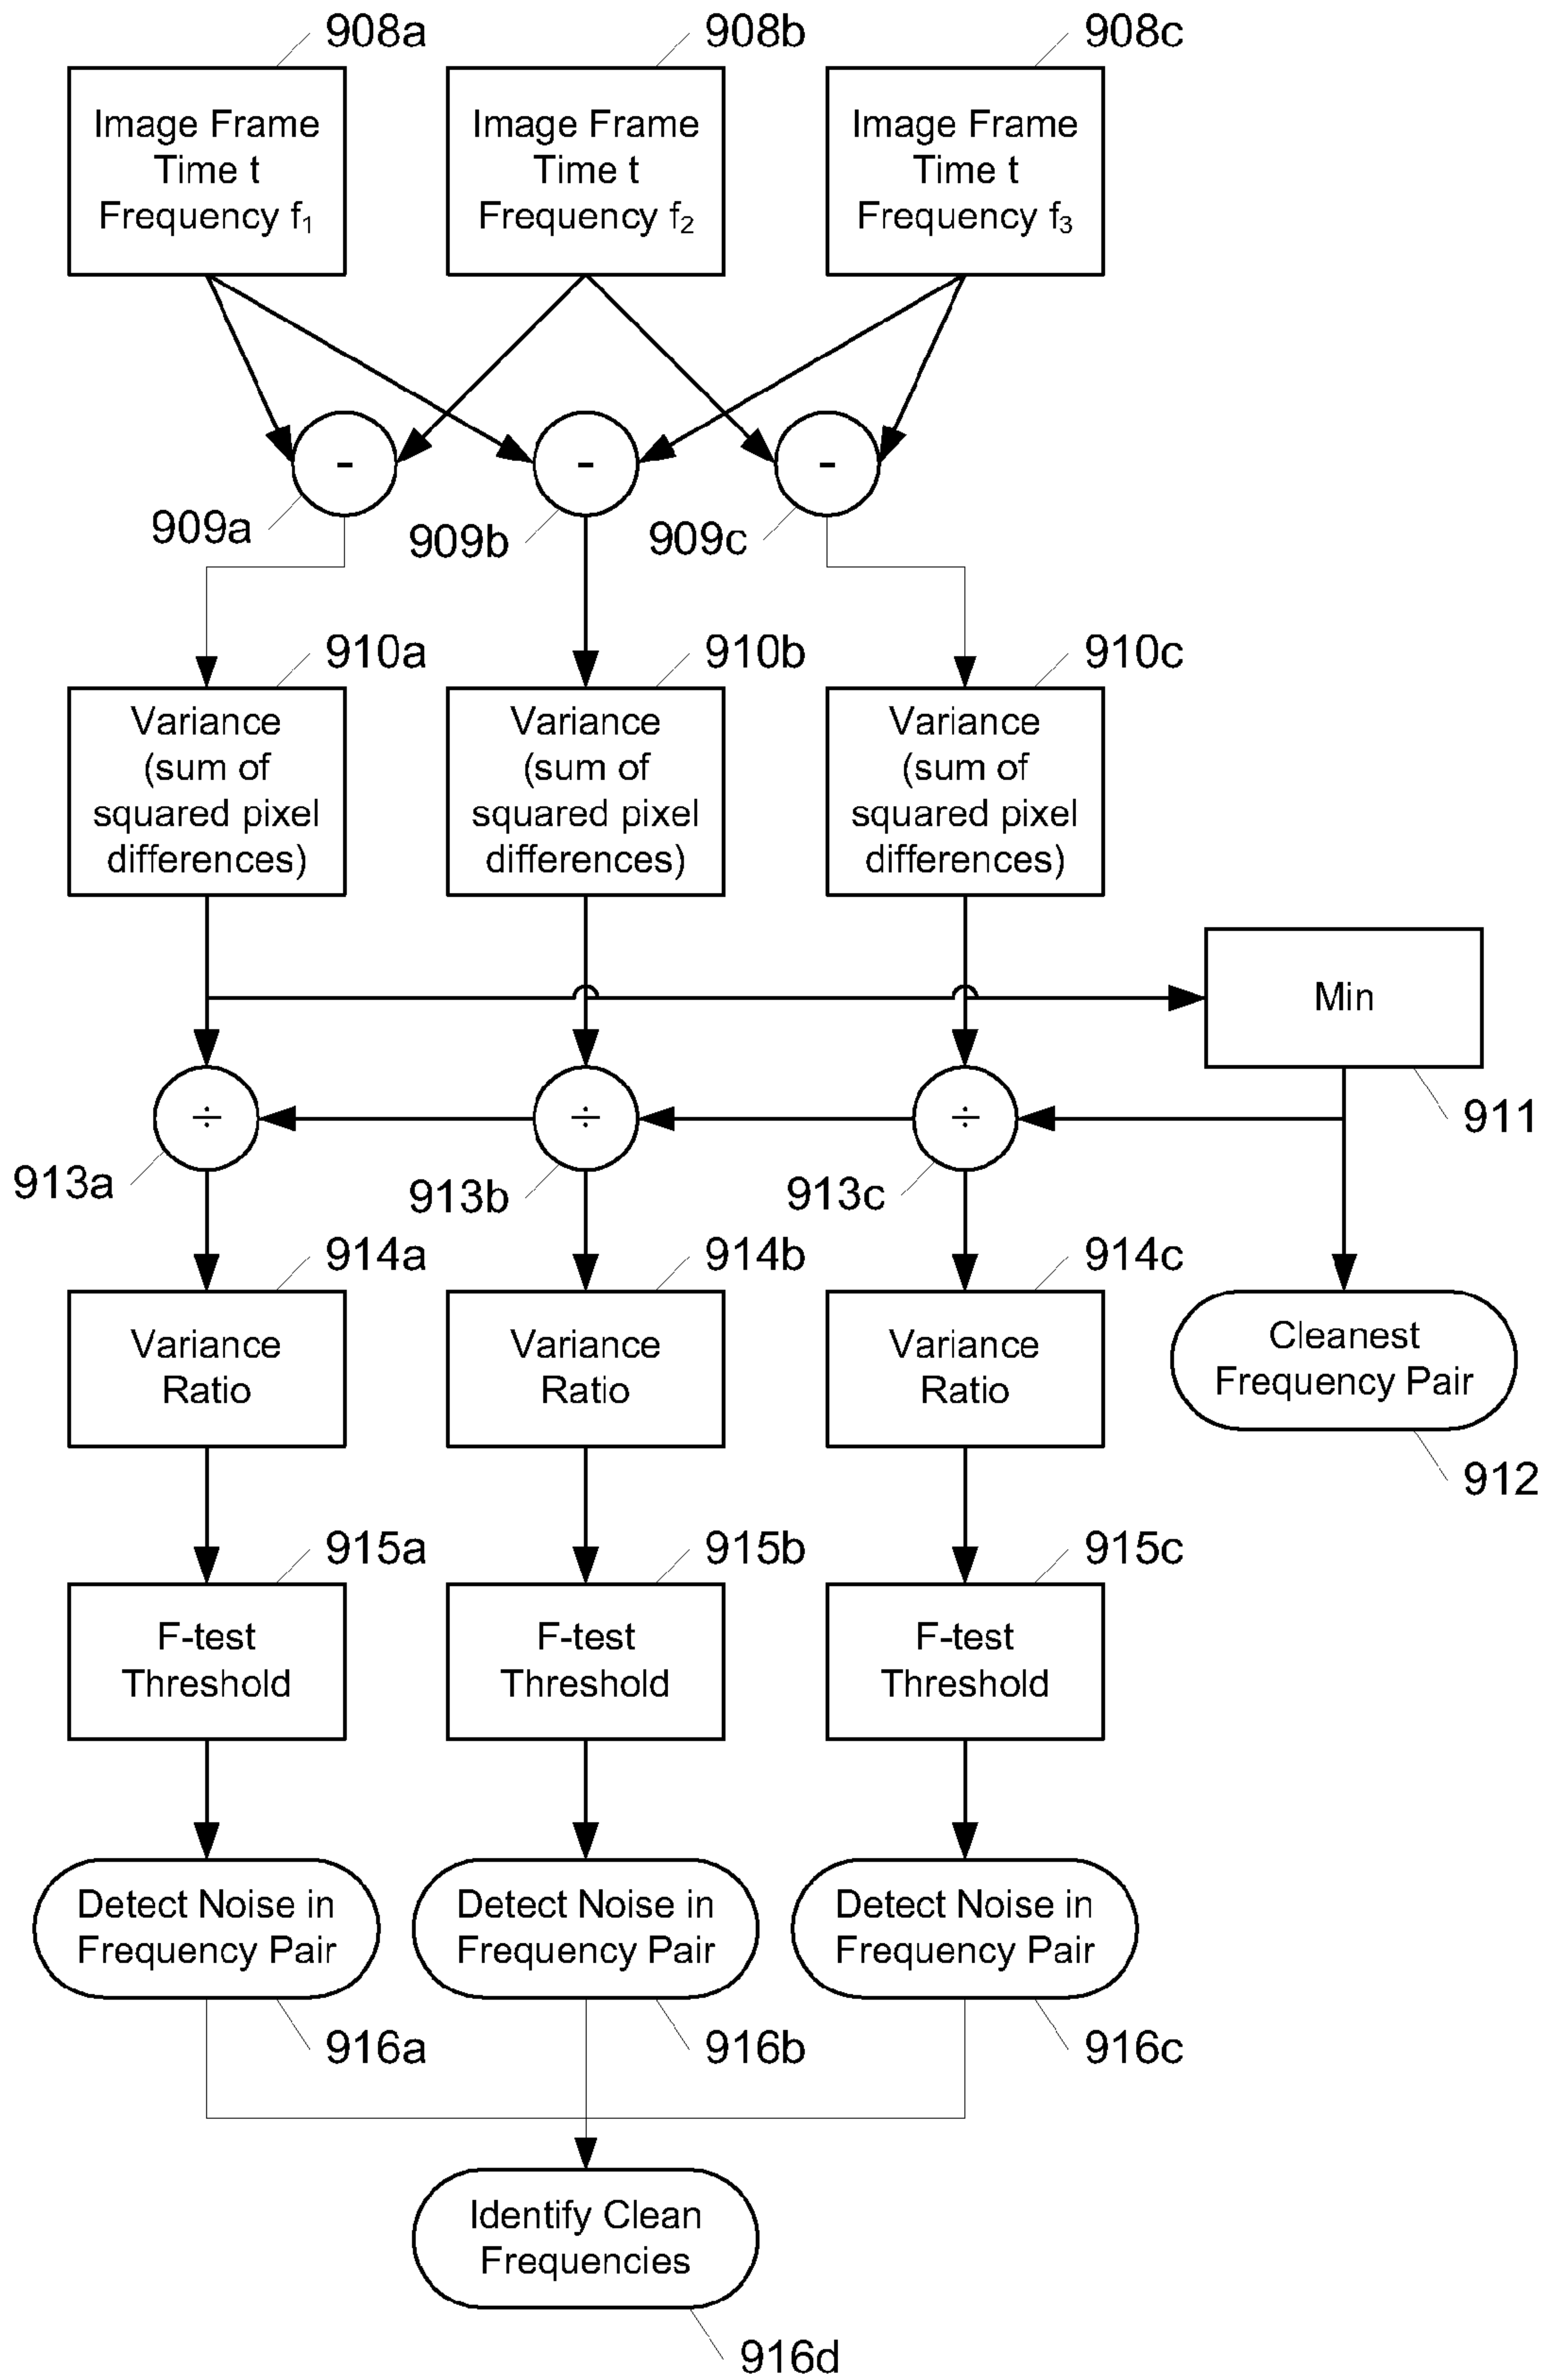 908a
908b
908c
Image Frame
Time t
Frequency f₁
Image Frame
Time t
Frequency f₂
Image Frame
Time t
Frequency f₃
-
-
-
909a
909b
909c
910a
910b
910c
Variance
(sum of
squared pixel
differences)
Variance
(sum of
squared pixel
differences)
Variance
(sum of
squared pixel
differences)
Min
911
÷
÷
÷
913a
913b
913c
914a
914b
914c
Variance
Ratio
Variance
Ratio
Variance
Ratio
Cleanest
Frequency Pair
912
915a
915b
915c
F-test
Threshold
F-test
Threshold
F-test
Threshold
Detect Noise in
Frequency Pair
Detect Noise in
Frequency Pair
Detect Noise in
Frequency Pair
916a
916b
916c
Identify Clean
Frequencies
916d